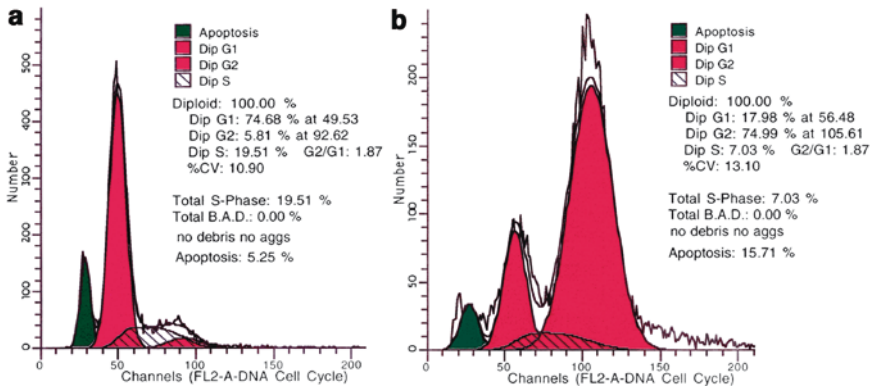 a
Apoptosis
Dip G1
Dip G2
Dip S
Diploid: 100.00 %
Dip G1: 74.68 % at 49.53
Dip G2: 5.81 % at 92.62
Dip S: 19.51 % G2/G1: 1.87
%CV: 10.90
Total S-Phase: 19.51 %
Total B.A.D.: 0.00 %
no debris no aggs
Apoptosis: 5.25 %
Number
0
100
200
300
400
500
0
50
100
150
200
Channels (FL2-A-DNA Cell Cycle)
b
Apoptosis
Dip G1
Dip G2
Dip S
Diploid: 100.00 %
Dip G1: 17.98 % at 56.48
Dip G2: 74.99 % at 105.61
Dip S: 7.03 % G2/G1: 1.87
%CV: 13.10
Total S-Phase: 7.03 %
Total B.A.D.: 0.00 %
no debris no aggs
Apoptosis: 15.71 %
Number
0
50
100
150
200
0
50
100
150
200
Channels (FL2-A-DNA Cell Cycle)